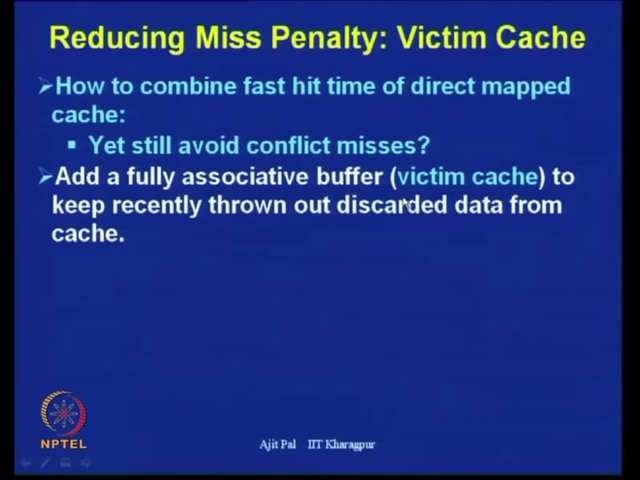 Reducing Miss Penalty: Victim Cache
How to combine fast hit time of direct mapped
cache:
Yet still avoid conflict misses?
Add a fully associative buffer (victim cache) to
keep recently thrown out discarded data from
cache.
NPTEL
Ajit Pal IIT Kharagpur